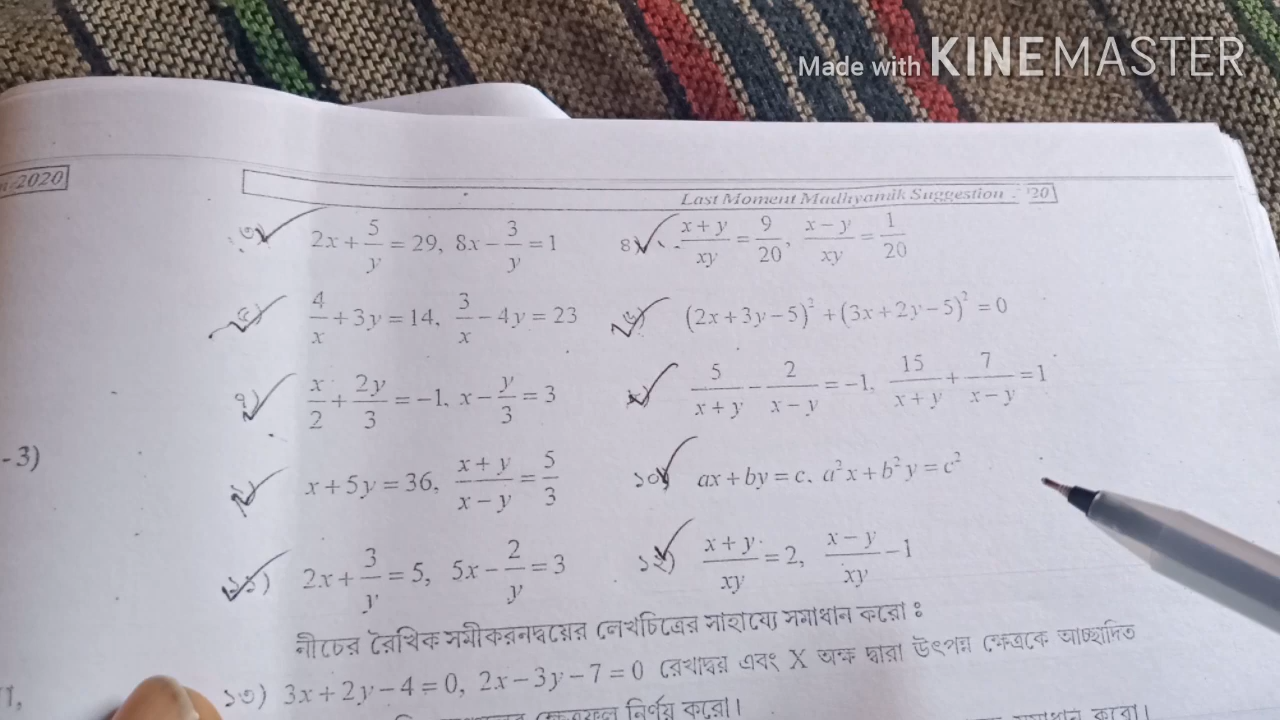 Made with KINEMASTER
2020
Last Moment Madhyamik Suggestion '20
৩) 2x + 5/y = 29, 8x - 3/y = 1
৪) (x + y)/xy = 9/20, (x - y)/xy = 1/20
৫) 4/x + 3y = 14, 3/x - 4y = 23
৬) (2x + 3y - 5)² + (3x + 2y - 5)² = 0
৭) x/2 + 2y/3 = -1, x - y/3 = 3
৮) 5/(x + y) - 2/(x - y) = -1, 15/(x + y) + 7/(x - y) = 1
- 3)
৯) x + 5y = 36, (x + y)/(x - y) = 5/3
১০) ax + by = c, a²x + b²y = c²
১১) 2x + 3/y = 5, 5x - 2/y = 3
১২) (x + y)/xy = 2, (x - y)/xy - 1
নীচের রৈখিক সমীকরনদ্বয়ের লেখচিত্রের সাহায্যে সমাধান করো ঃ
১৩) 3x + 2y - 4 = 0, 2x - 3y - 7 = 0 রেখাদ্বয় এবং X অক্ষ দ্বারা উৎপন্ন ক্ষেত্রকে আচ্ছাদিত
ক্ষেত্রফল নির্ণয় করো।
সমাধান করো।